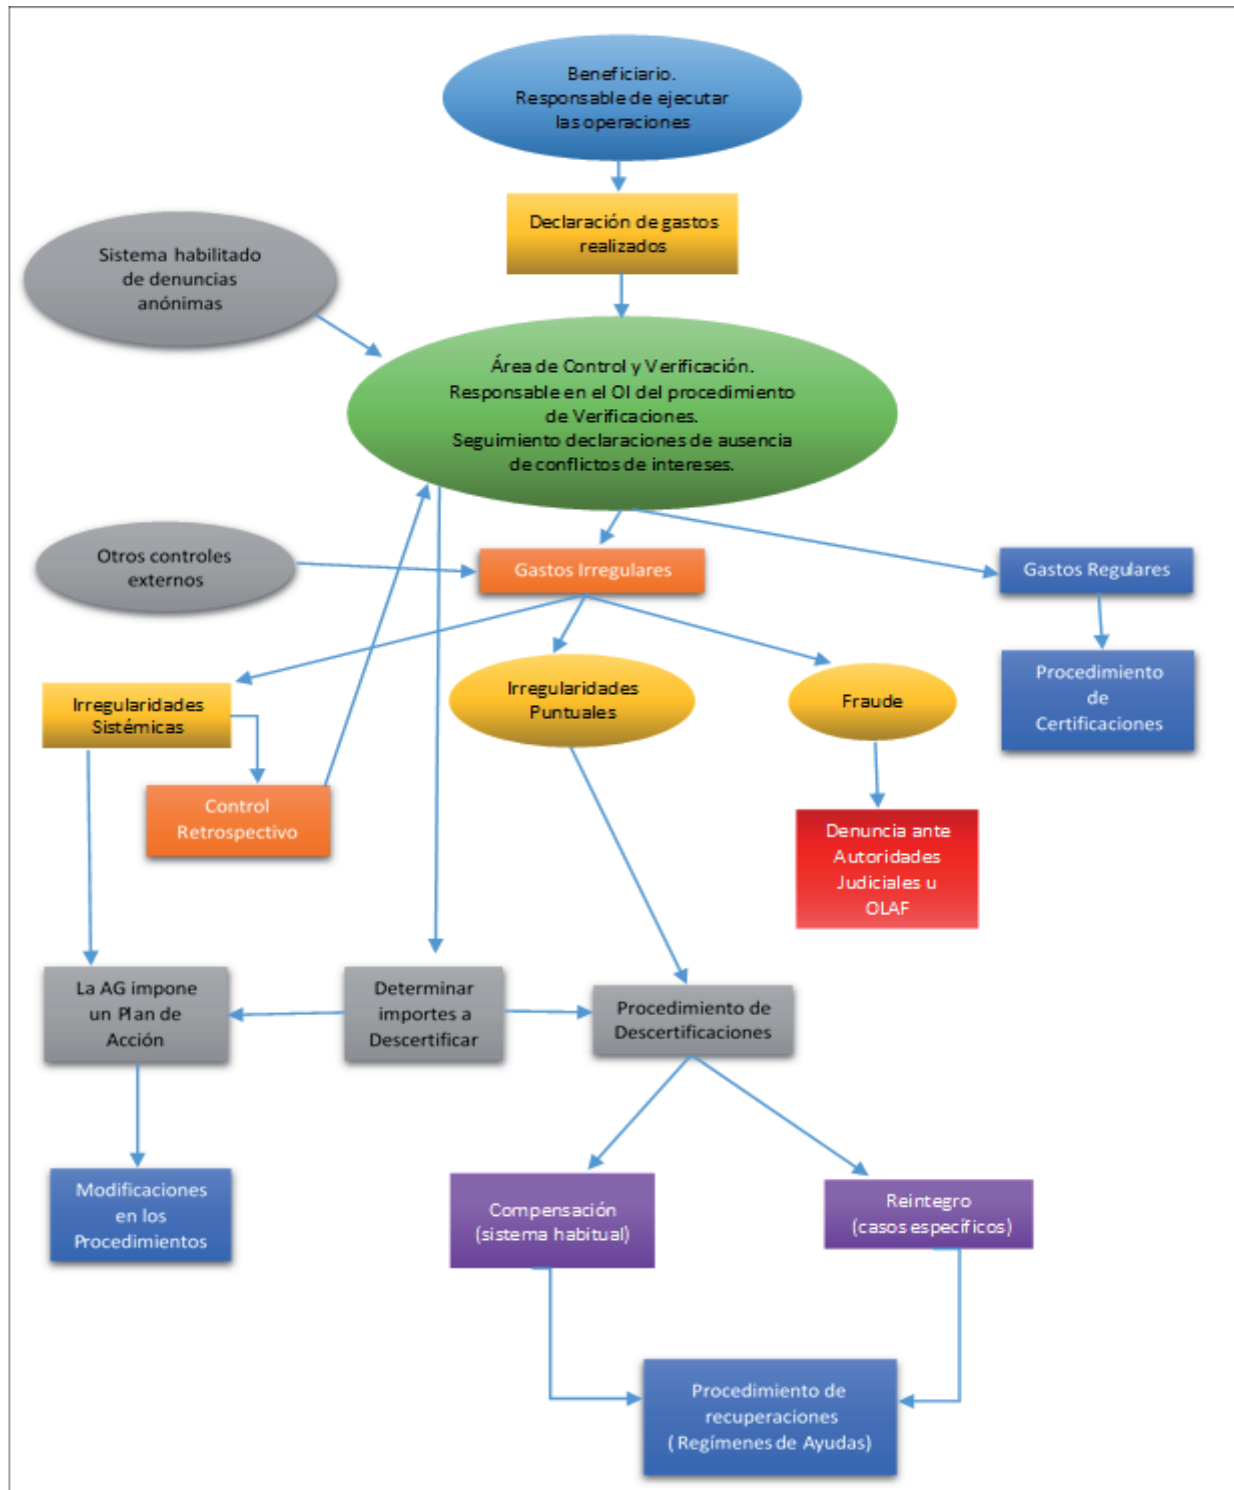 Beneficiario.
Responsable de ejecutar
las operaciones
Declaración de gastos
realizados
Sistema habilitado
de denuncias
anónimas
Área de Control y Verificación.
Responsable en el OI del procedimiento
de Verificaciones.
Seguimiento declaraciones de ausencia
de conflictos de intereses.
Otros controles
externos
Gastos Irregulares
Gastos Regulares
Irregularidades
Sistémicas
Irregularidades
Puntuales
Fraude
Procedimiento
de
Certificaciones
Control
Retrospectivo
Denuncia ante
Autoridades
Judiciales u
OLAF
La AG impone
un Plan de
Acción
Determinar
importes a
Descertificar
Procedimiento de
Descertificaciones
Modificaciones
en los
Procedimientos
Compensación
(sistema habitual)
Reintegro
(casos específicos)
Procedimiento de
recuperaciones
( Regímenes de Ayudas)